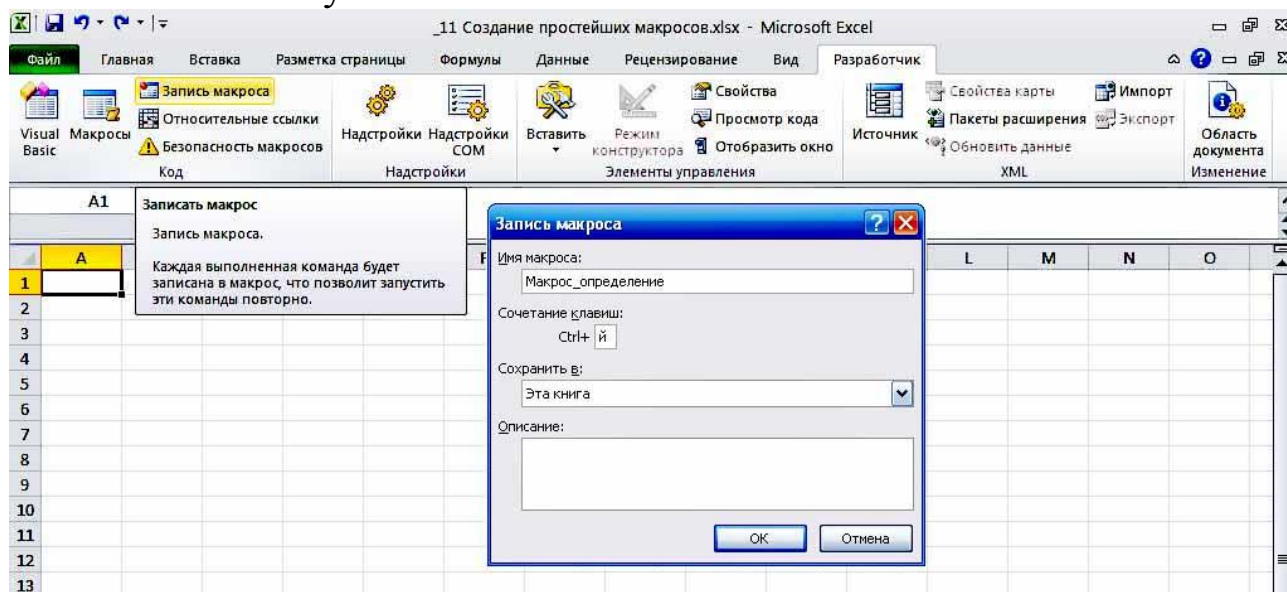 _11 Создание простейших макросов.xlsx - Microsoft Excel
Файл Главная Вставка Разметка страницы Формулы Данные Рецензирование Вид Разработчик
Visual Basic
Макросы
Запись макроса
Относительные ссылки
Безопасность макросов
Код
Надстройки
Надстройки COM
Надстройки
Вставить
Режим конструктора
Свойства
Просмотр кода
Отобразить окно
Элементы управления
Источник
Свойства карты
Пакеты расширения
Обновить данные
Импорт
Экспорт
XML
Область документа
Изменение
A1
Записать макрос
Запись макроса.
Каждая выполненная команда будет
записана в макрос, что позволит запустить
эти команды повторно.
Запись макроса
Имя макроса:
Макрос_определение
Сочетание клавиш:
Ctrl+ й
Сохранить в:
Эта книга
Описание:
ОК Отмена
A L M N O
1
2
3
4
5
6
7
8
9
10
11
12
13